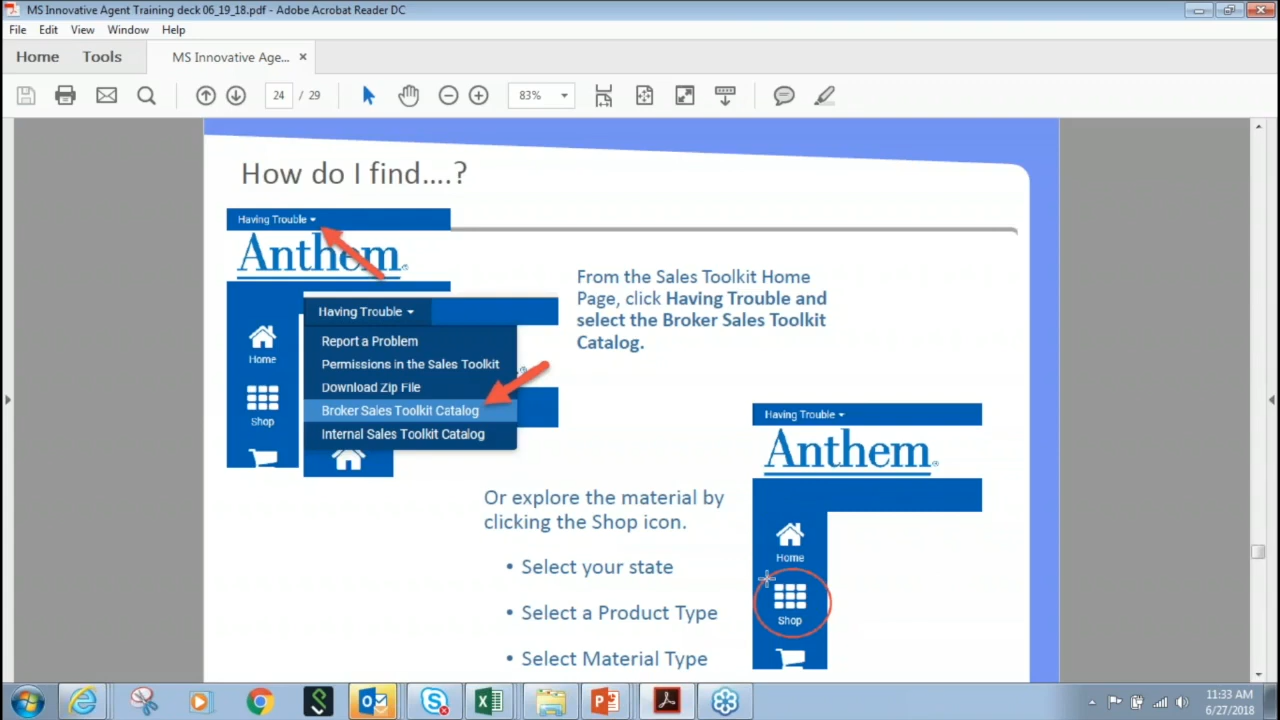 MS Innovative Agent Training deck 06_19_18.pdf - Adobe Acrobat Reader DC
File Edit View Window Help
Home Tools MS Innovative Age... ×
24 / 29 83%
How do I find....?
Having Trouble
Anthem
Having Trouble
Report a Problem
Permissions in the Sales Toolkit
Download Zip File
Broker Sales Toolkit Catalog
Internal Sales Toolkit Catalog
Home
Shop
From the Sales Toolkit Home
Page, click Having Trouble and
select the Broker Sales Toolkit
Catalog.
Having Trouble
Anthem
Home
Shop
Or explore the material by
clicking the Shop icon.
• Select your state
• Select a Product Type
• Select Material Type
11:33 AM
6/27/2018